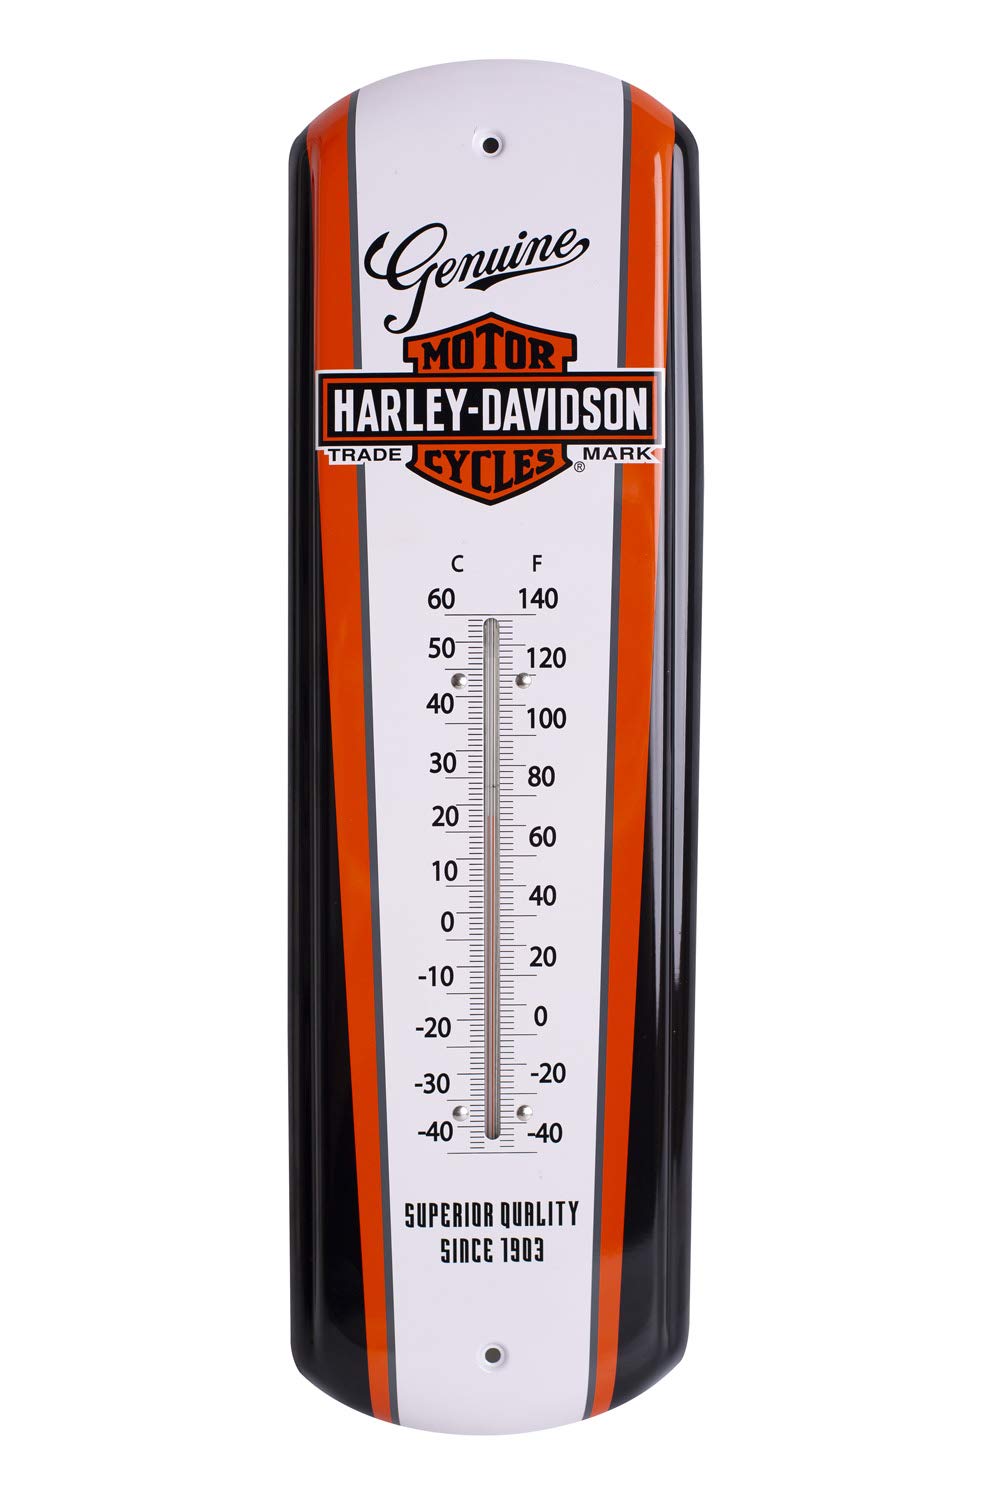 Genuine
MOTOR
HARLEY-DAVIDSON
TRADE MARK
CYCLES ®
C F
60 140
50 120
40 100
30 80
20 60
10 40
0 20
-10 0
-20 -20
-30 -40
-40
SUPERIOR QUALITY
SINCE 1903